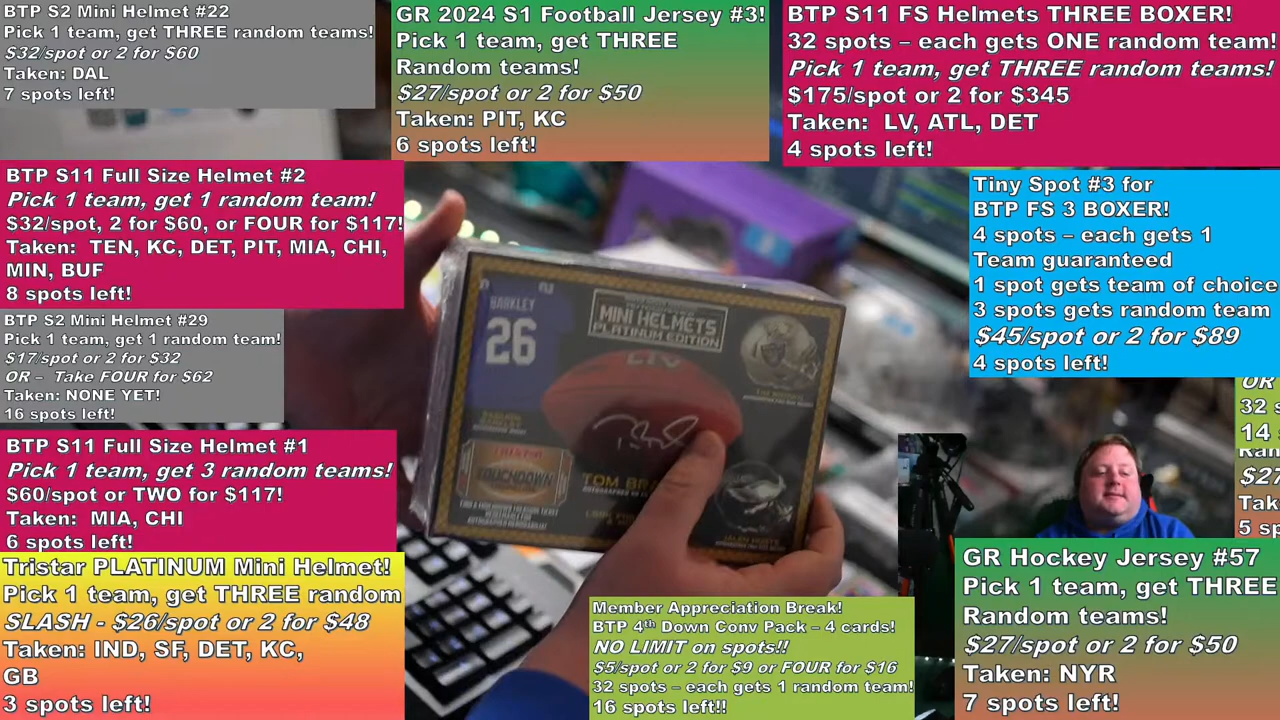 BTP S2 Mini Helmet #22
Pick 1 team, get THREE random teams!
$32/spot or 2 for $60
Taken: DAL
7 spots left!
GR 2024 S1 Football Jersey #3!
Pick 1 team, get THREE
Random teams!
$27/spot or 2 for $50
Taken: PIT, KC
6 spots left!
BTP S11 FS Helmets THREE BOXER!
32 spots – each gets ONE random team!
Pick 1 team, get THREE random teams!
$175/spot or 2 for $345
Taken: LV, ATL, DET
4 spots left!
BTP S11 Full Size Helmet #2
Pick 1 team, get 1 random team!
$32/spot, 2 for $60, or FOUR for $117!
Taken: TEN, KC, DET, PIT, MIA, CHI,
MIN, BUF
8 spots left!
Tiny Spot #3 for
BTP FS 3 BOXER!
4 spots – each gets 1
Team guaranteed
1 spot gets team of choice
3 spots gets random team
$45/spot or 2 for $89
4 spots left!
BTP S2 Mini Helmet #29
Pick 1 team, get 1 random team!
$17/spot or 2 for $32
OR – Take FOUR for $62
Taken: NONE YET!
16 spots left!
BARKLEY
26
MINI HELMETS
PLATINUM EDITION
LIV
TOUCHDOWN
TOM BRA
JALEN HURTS
OR
32 s
14
$27
Tak
5 sp
BTP S11 Full Size Helmet #1
Pick 1 team, get 3 random teams!
$60/spot or TWO for $117!
Taken: MIA, CHI
6 spots left!
Tristar PLATINUM Mini Helmet!
Pick 1 team, get THREE random
SLASH - $26/spot or 2 for $48
Taken: IND, SF, DET, KC,
GB
3 spots left!
Member Appreciation Break!
BTP 4th Down Conv Pack – 4 cards!
NO LIMIT on spots!!
$5/spot or 2 for $9 or FOUR for $16
32 spots – each gets 1 random team!
16 spots left!!
GR Hockey Jersey #57
Pick 1 team, get THREE
Random teams!
$27/spot or 2 for $50
Taken: NYR
7 spots left!